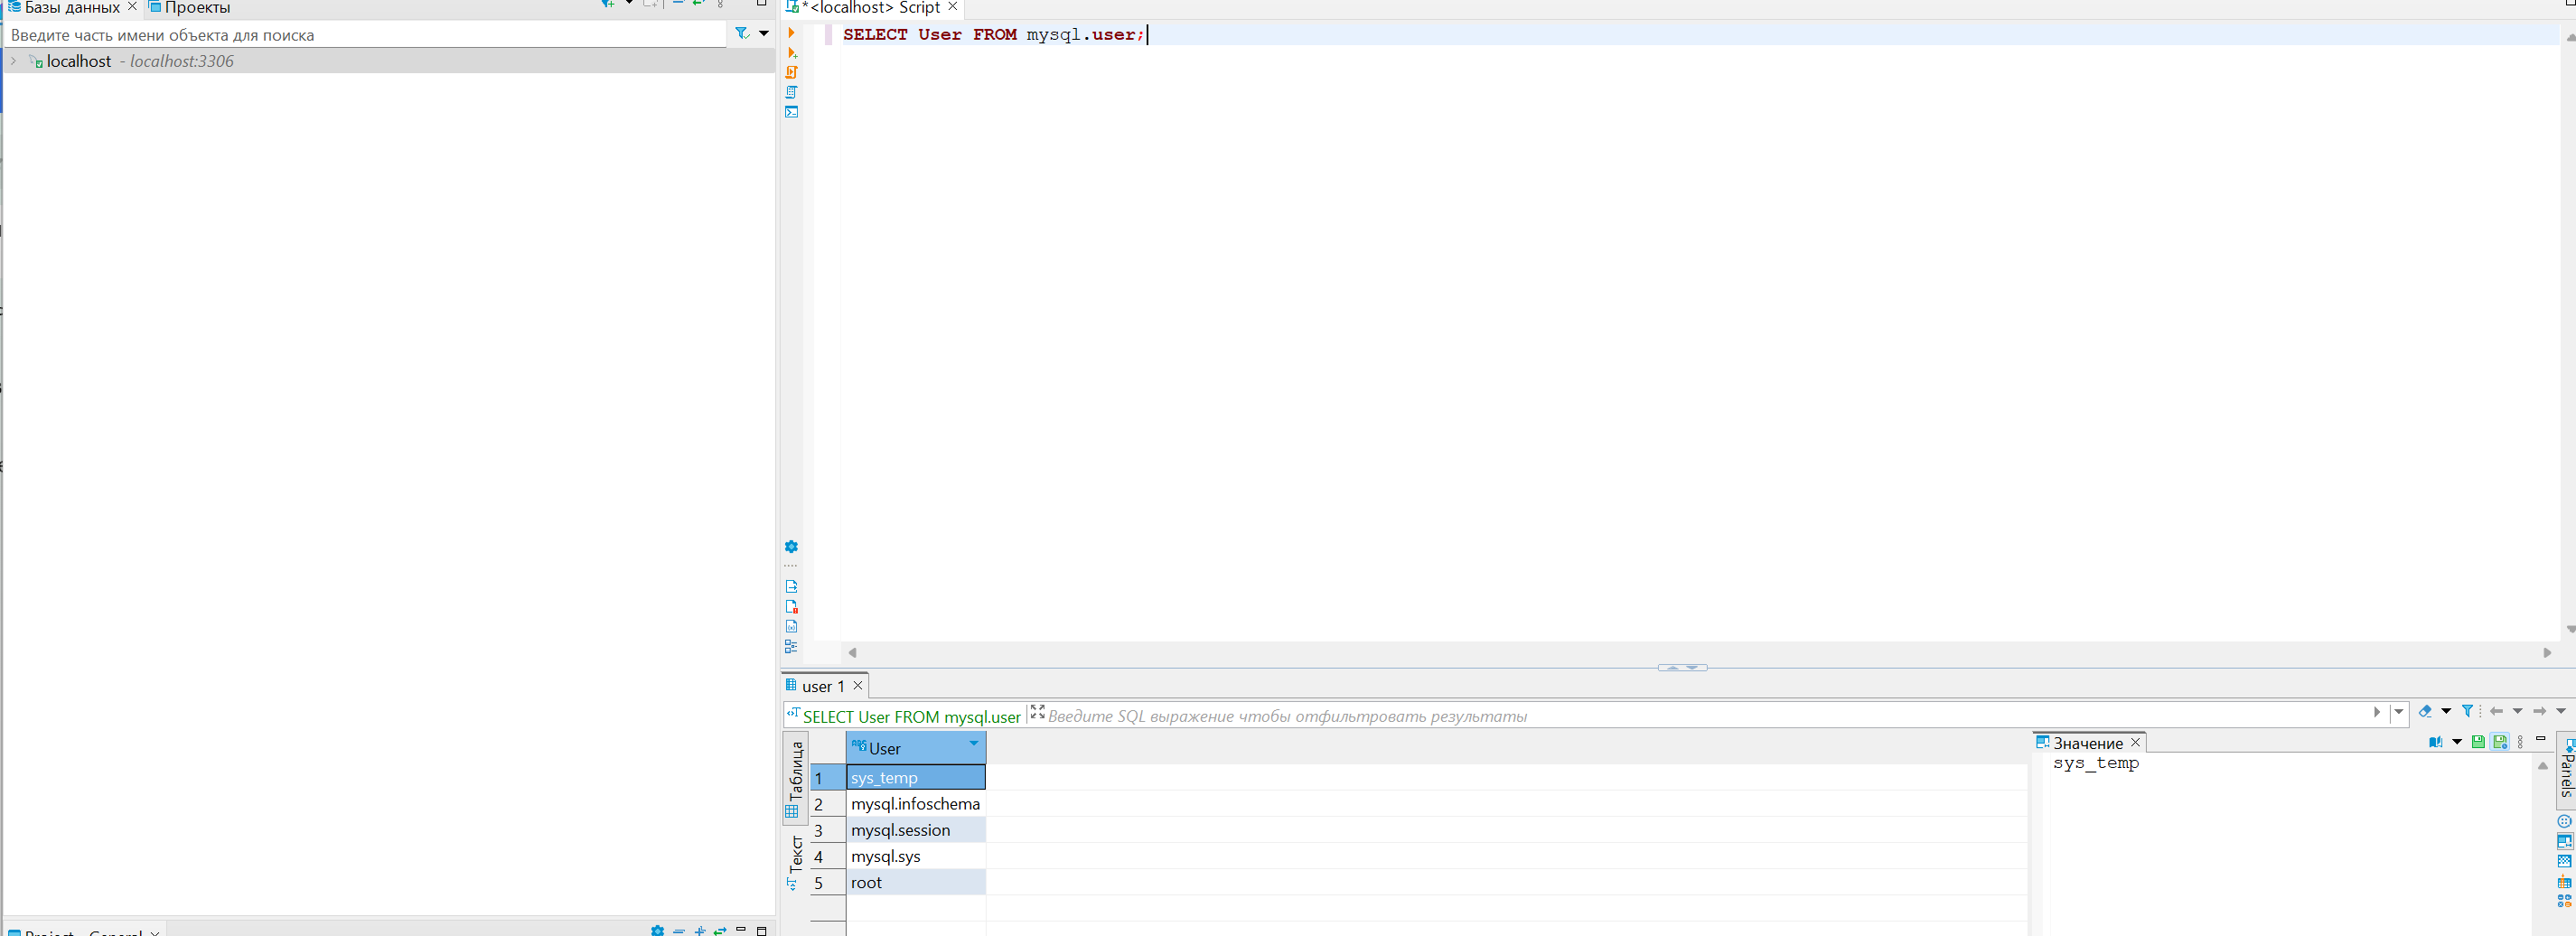 Базы данных
Проекты
Введите часть имени объекта для поиска
localhost - localhost:3306
*<localhost> Script
SELECT User FROM mysql.user;
user 1
SELECT User FROM mysql.user
Введите SQL выражение чтобы отфильтровать результаты
Таблица
Текст
User
1 sys_temp
2 mysql.infoschema
3 mysql.session
4 mysql.sys
5 root
Значение
sys_temp
Panels
Project - General